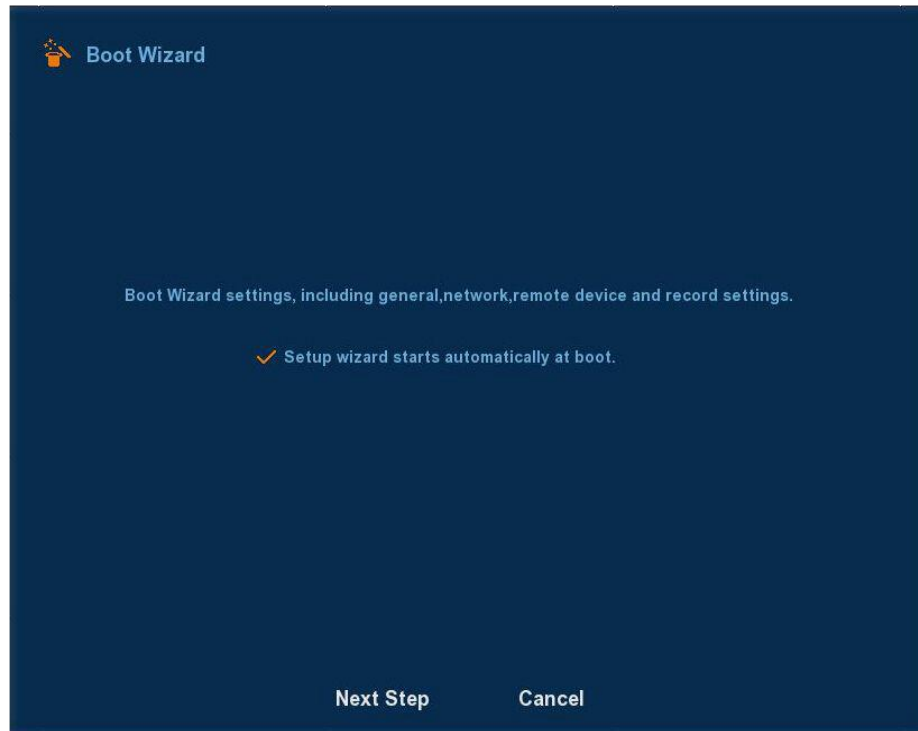 Boot Wizard
Boot Wizard settings, including general,network,remote device and record settings.
Setup wizard starts automatically at boot.
Next Step Cancel